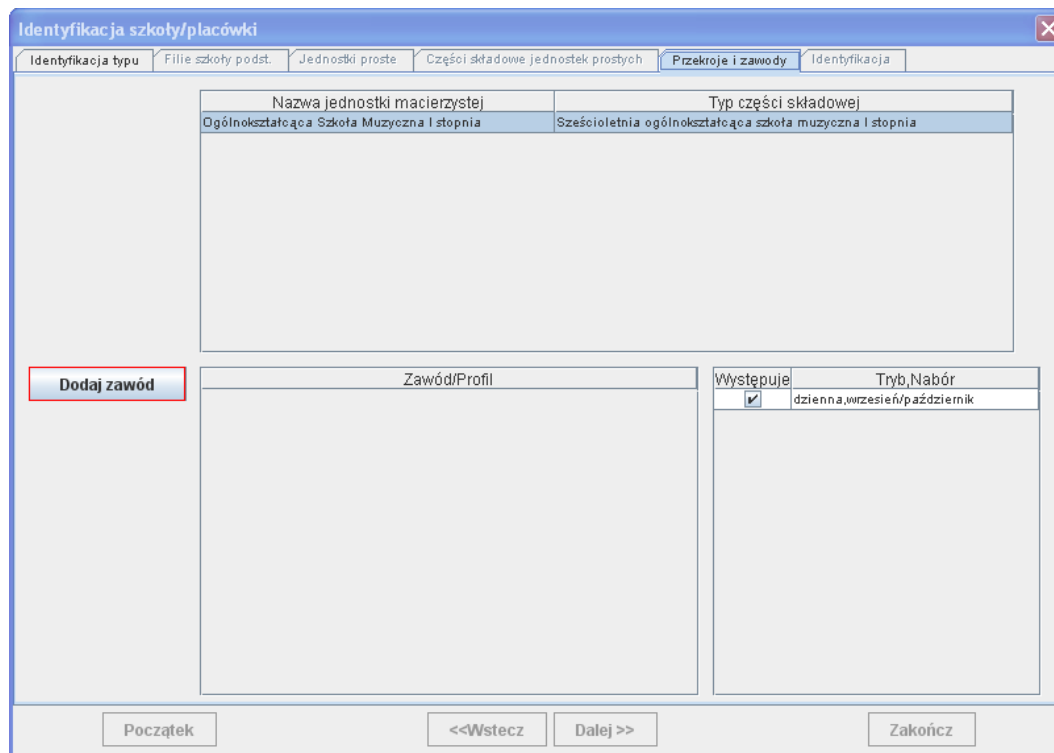 Identyfikacja szkoły/placówki
Identyfikacja typu Filie szkoły podst. Jednostki proste Części składowe jednostek prostych Przekroje i zawody Identyfikacja
Nazwa jednostki macierzystej Typ części składowej
Ogólnokształcąca Szkoła Muzyczna I stopnia Sześcioletnia ogólnokształcąca szkoła muzyczna I stopnia
Dodaj zawód
Zawód/Profil
Występuje Tryb,Nabór
dzienna,wrzesień/październik
Początek <<Wstecz Dalej >> Zakończ